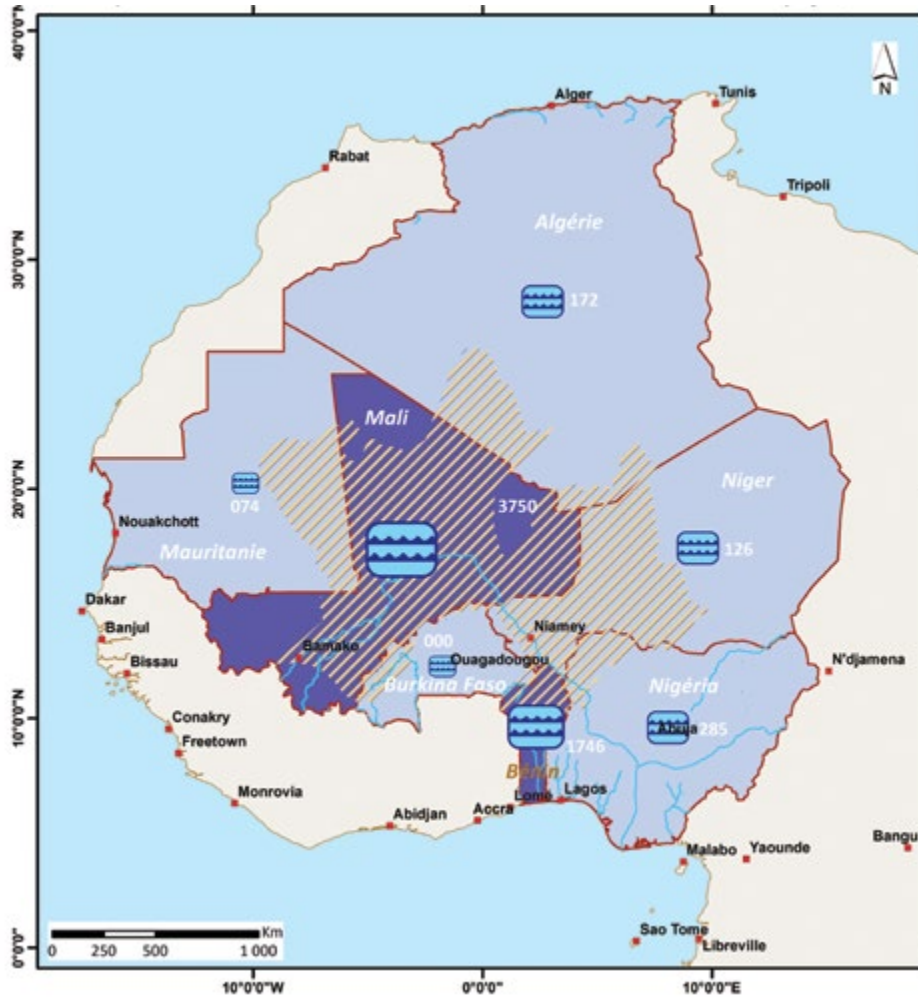 40°0'0"N
N
Alger
Tunis
Rabat
Tripoli
Algérie
30°0'0"N
172
Mali
20°0'0"N
074
3750
Niger
Nouakchott
Mauritanie
126
Dakar
Banjul
Niamey
Bissau
Bamako
000
Ouagadougou
N'djamena
Burkina Faso
Nigéria
10°0'0"N
Conakry
Abuja
285
Freetown
1746
Bénin
Monrovia
Lomé
Lagos
Abidjan
Accra
Malabo
Yaounde
Bangu
Sao Tome
Libreville
Km
0 250 500 1 000
0°0'0"
10°0'0"W
0°0'0"
10°0'0"E